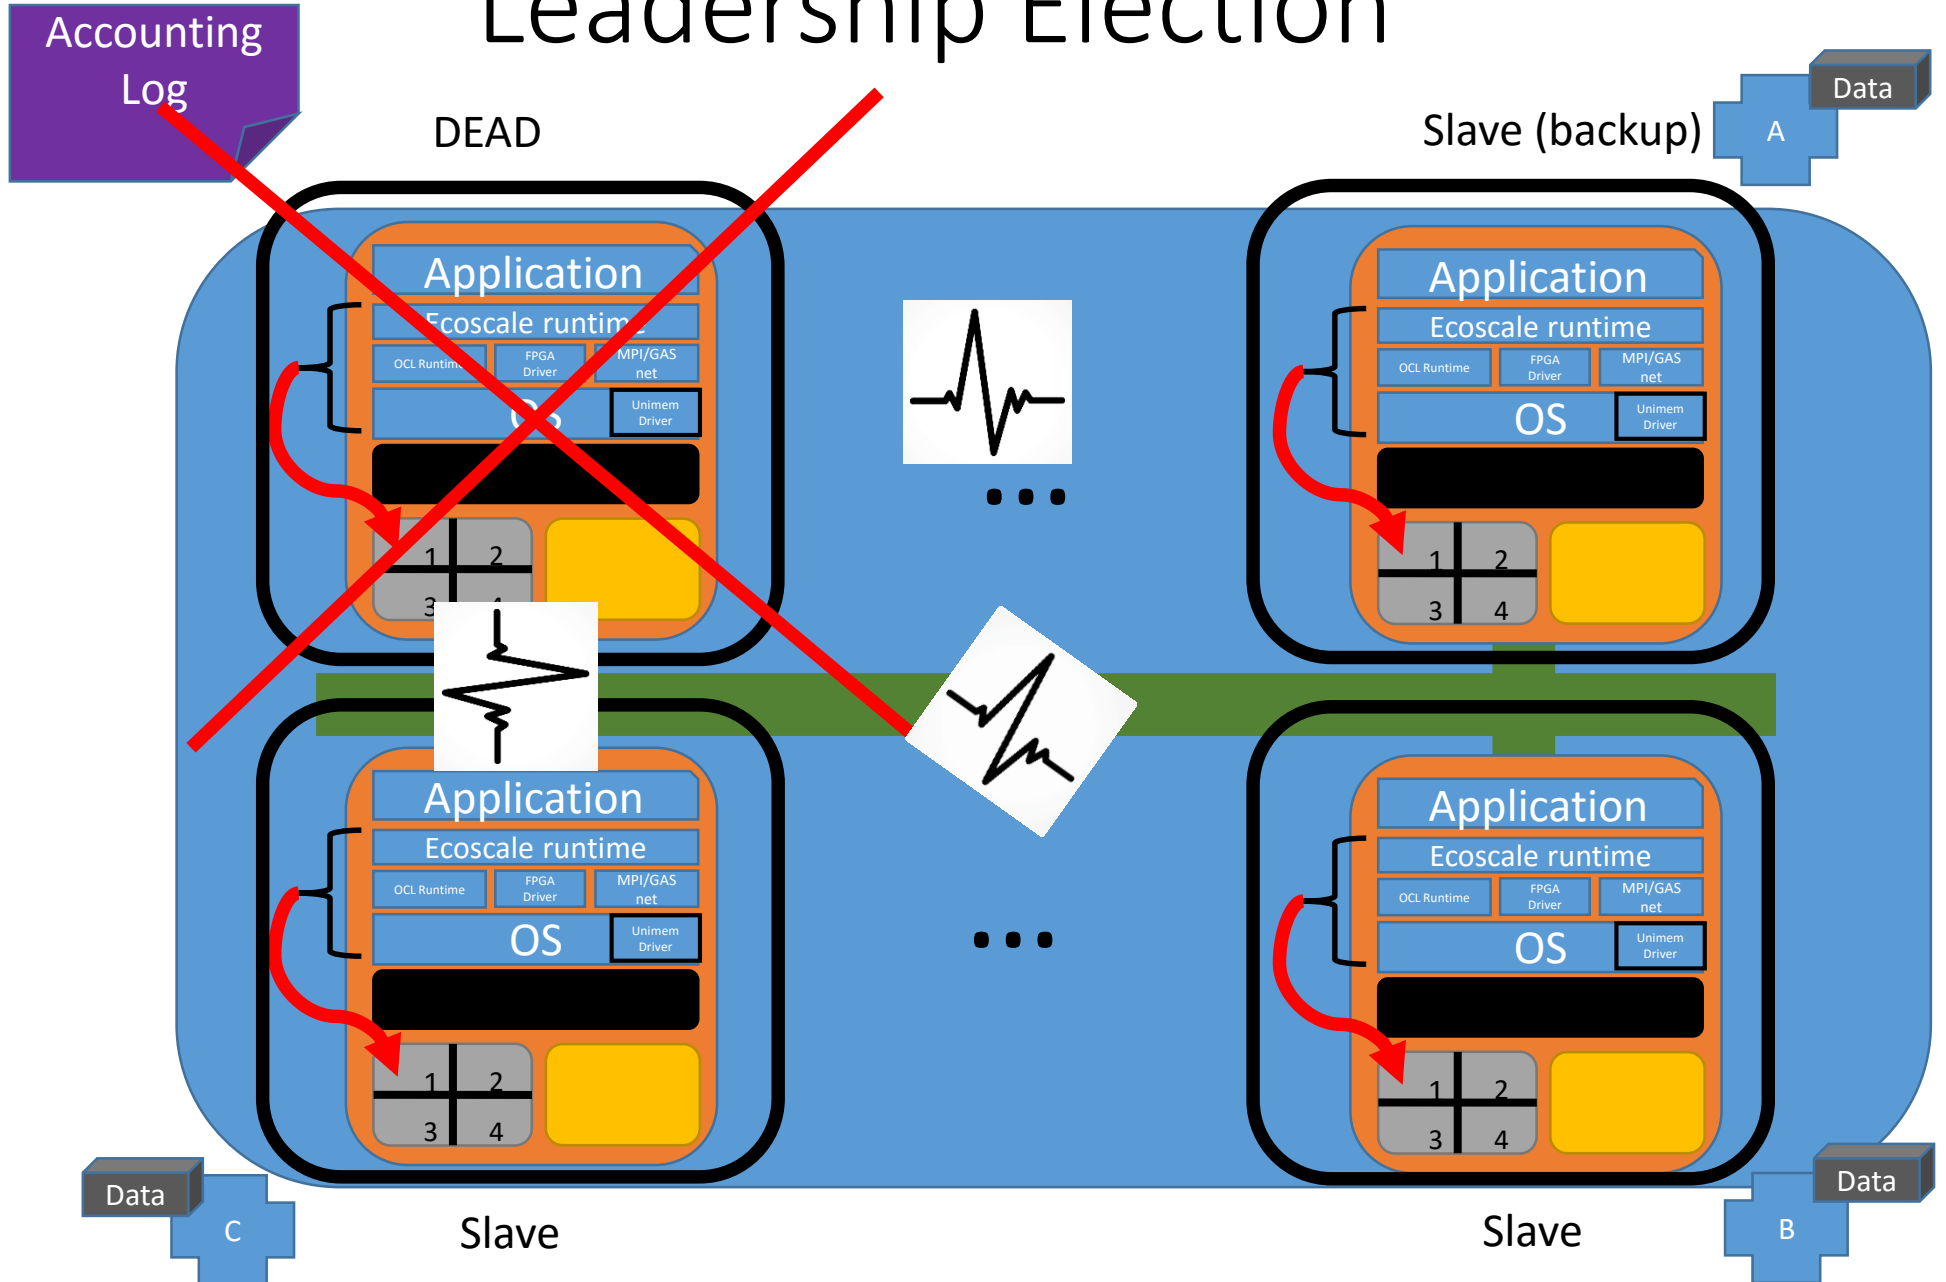 Leadership Election
Accounting
Log
DEAD
Slave (backup)
A
Data
Application
Ecoscale runtime
OCL Runtime
FPGA
Driver
MPI/GAS
net
OS
Unimem
Driver
1 2
3 4
Application
Ecoscale runtime
OCL Runtime
FPGA
Driver
MPI/GAS
net
OS
Unimem
Driver
1 2
3 4
...
Application
Ecoscale runtime
OCL Runtime
FPGA
Driver
MPI/GAS
net
OS
Unimem
Driver
1 2
3 4
...
Application
Ecoscale runtime
OCL Runtime
FPGA
Driver
MPI/GAS
net
OS
Unimem
Driver
1 2
3 4
Data
C
Slave
Slave
B
Data